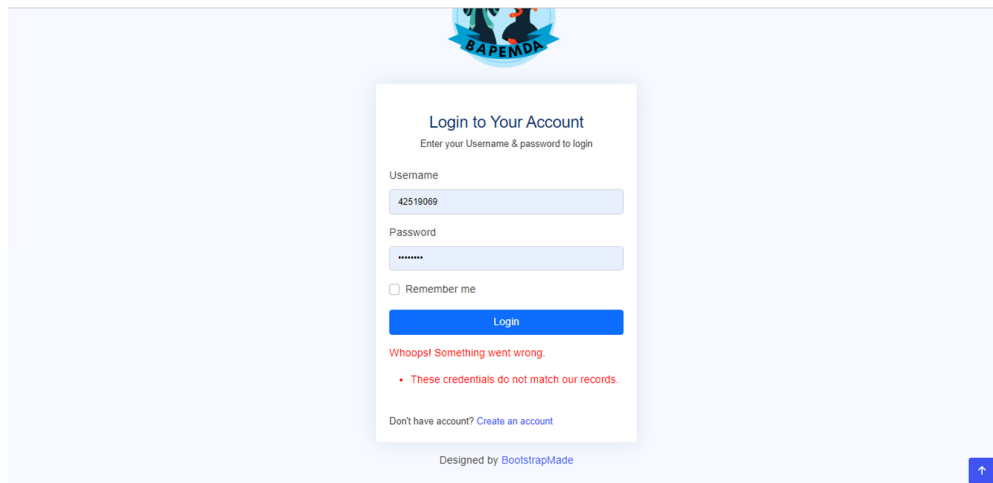 BAPEMDA
Login to Your Account
Enter your Username & password to login
Username
42519069
Password
••••••••
Remember me
Login
Whoops! Something went wrong.
• These credentials do not match our records.
Don't have account? Create an account
Designed by BootstrapMade